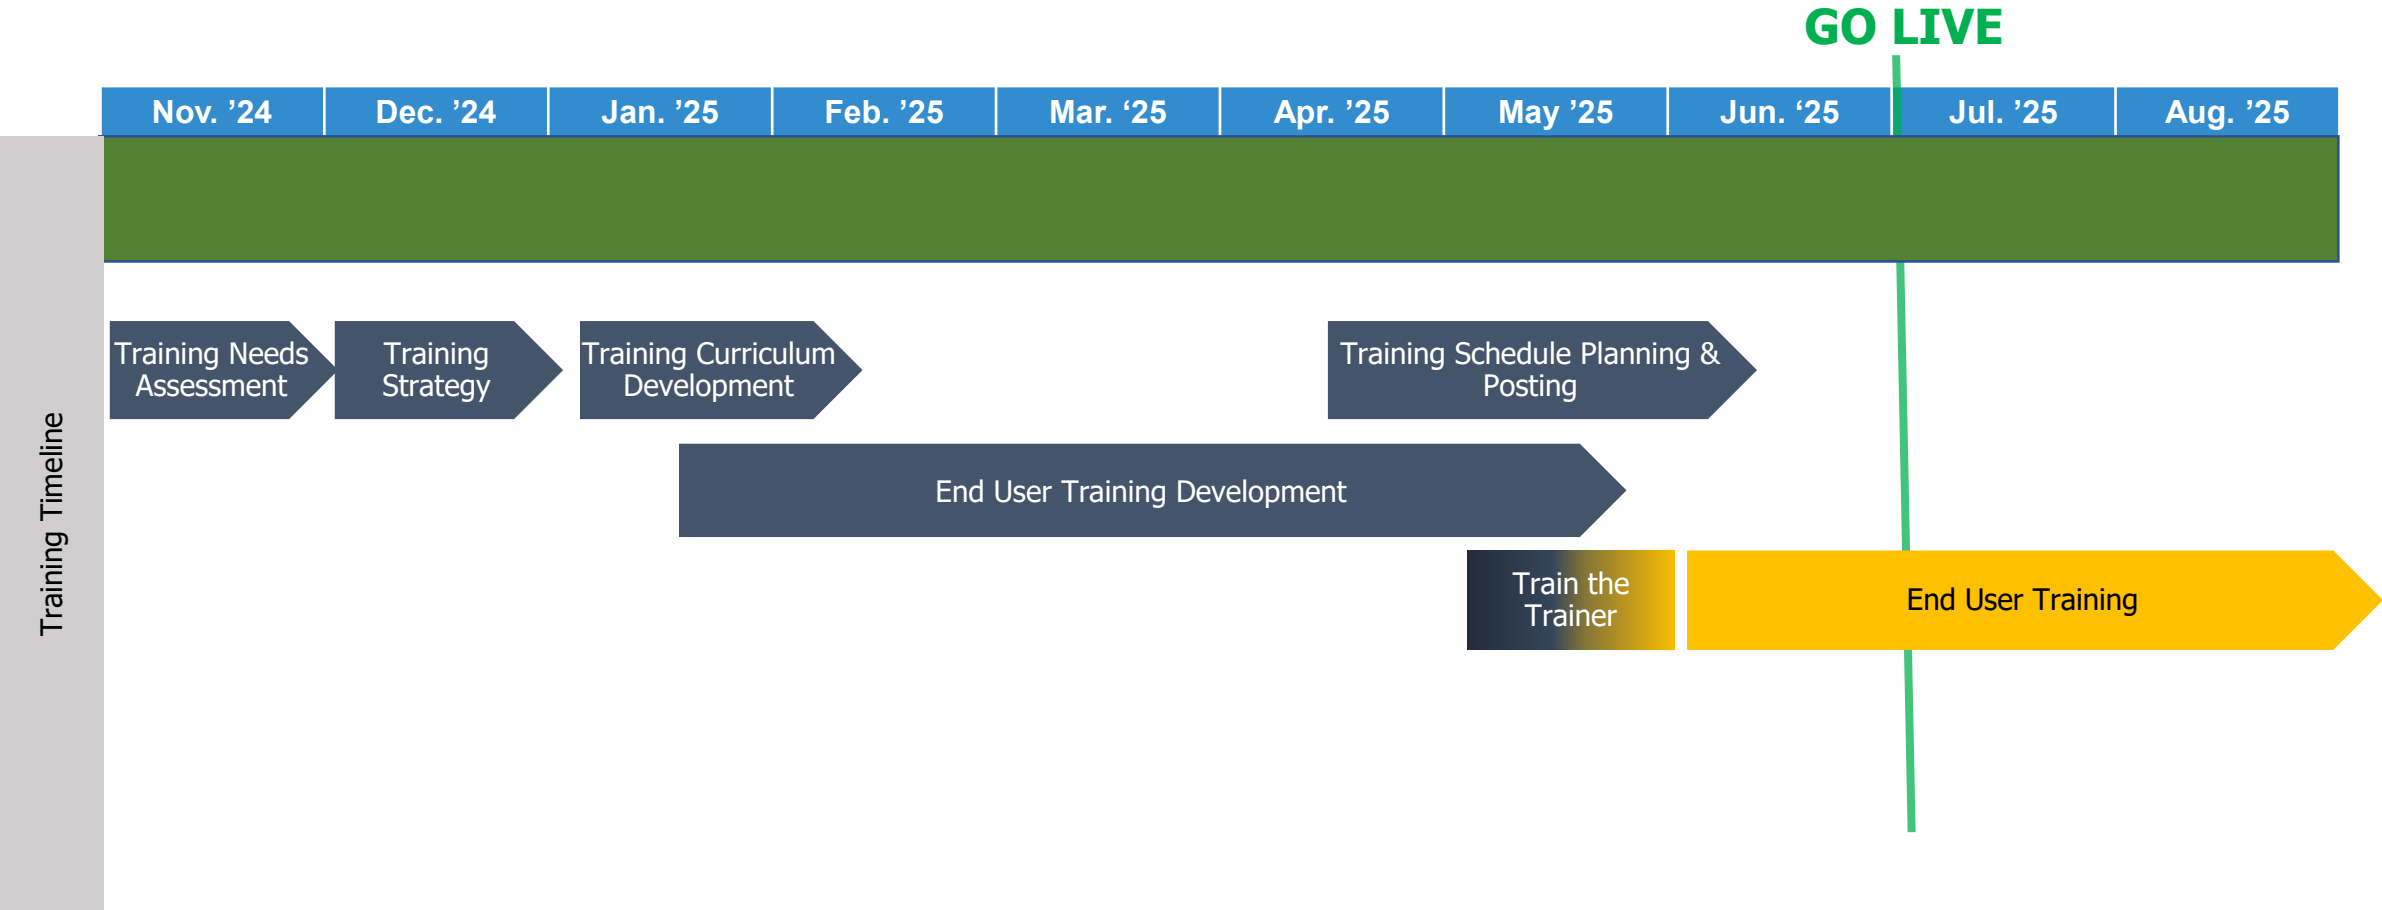 GO LIVE
Nov. ’24
Dec. ’24
Jan. ’25
Feb. ’25
Mar. ‘25
Apr. ’25
May ’25
Jun. ‘25
Jul. ’25
Aug. ’25
Training Timeline
Training Needs
Assessment
Training
Strategy
Training Curriculum
Development
Training Schedule Planning &
Posting
End User Training Development
Train the
Trainer
End User Training